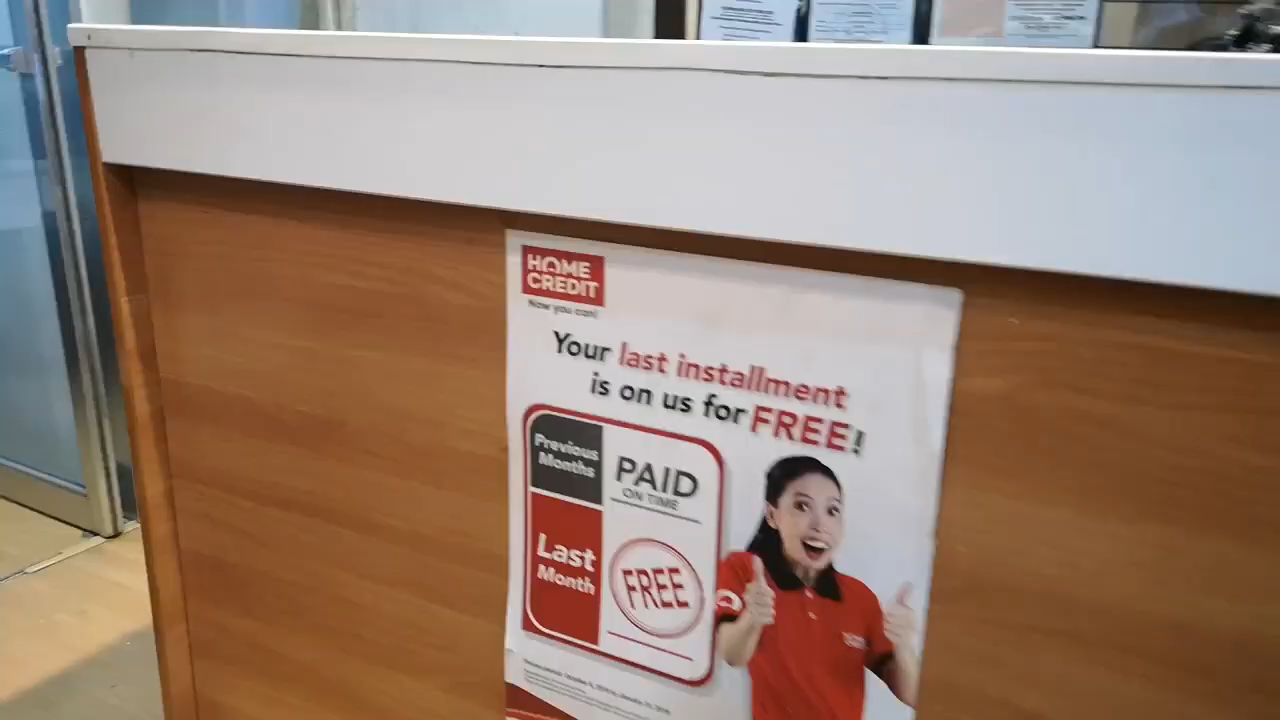 HOME
CREDIT
Now you can!
Your last installment
is on us for FREE!
Previous
Months
PAID
ON TIME
Last
Month
FREE